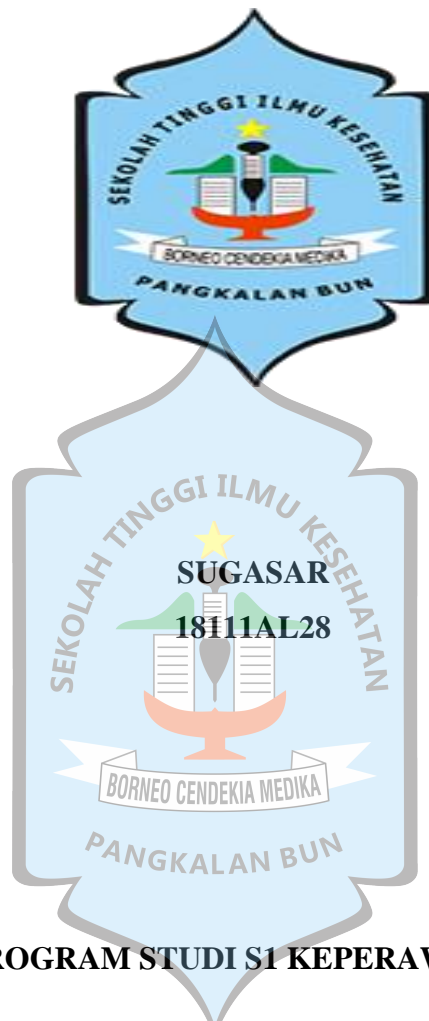 SEKOLAH TINGGI ILMU KESEHATAN
BORNEO CENDEKIA MEDIKA
PANGKALAN BUN
SEKOLAH TINGGI ILMU KESEHATAN
SUGASAR
18111AL28
BORNEO CENDEKIA MEDIKA
PANGKALAN BUN
ROGRAM STUDI S1 KEPERAW